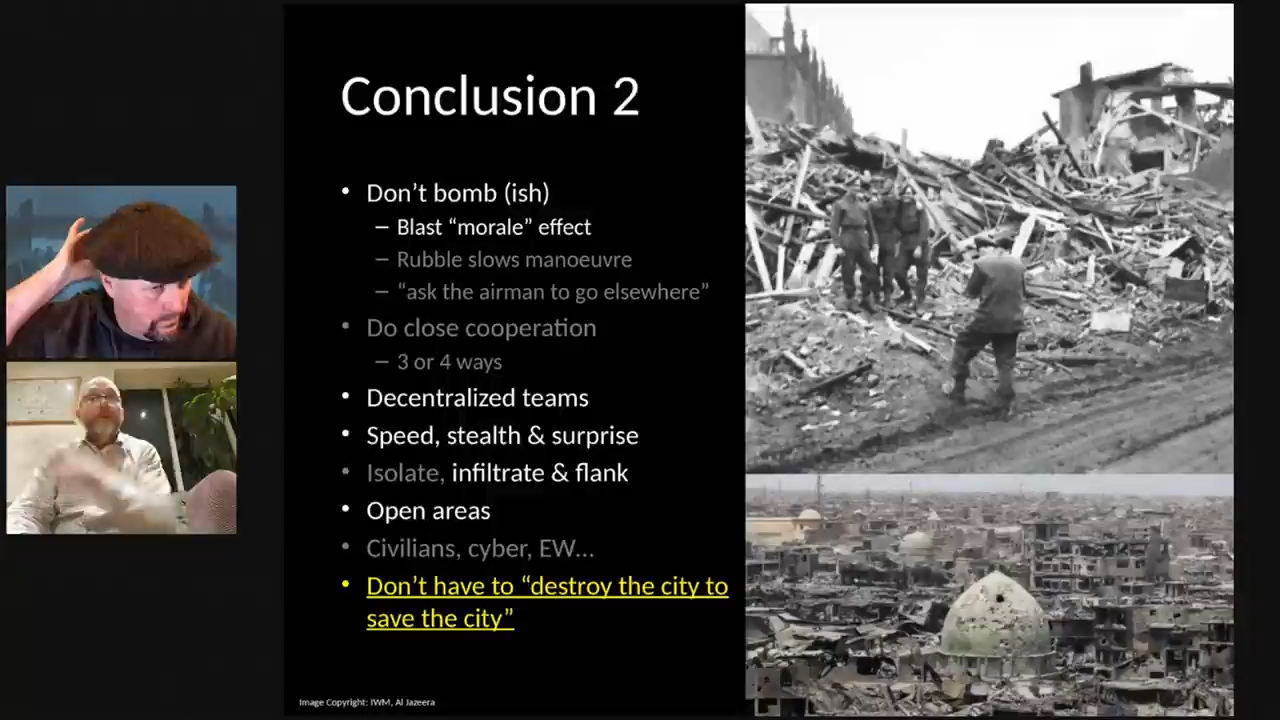 Conclusion 2
• Don’t bomb (ish)
– Blast “morale” effect
– Rubble slows manoeuvre
– “ask the airman to go elsewhere”
• Do close cooperation
– 3 or 4 ways
• Decentralized teams
• Speed, stealth & surprise
• Isolate, infiltrate & flank
• Open areas
• Civilians, cyber, EW…
• Don’t have to “destroy the city to
save the city”
Image Copyright: IWM, Al Jazeera